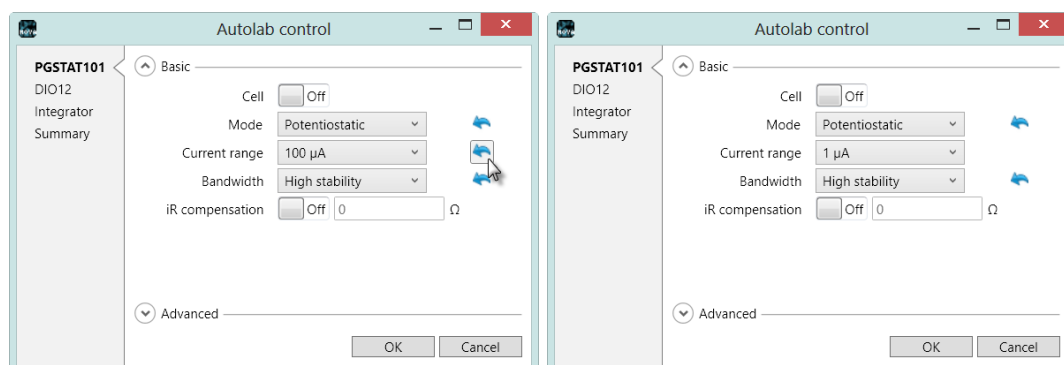 Autolab control
PGSTAT101
DIO12
Integrator
Summary
Basic
Cell Off
Mode Potentiostatic
Current range 100 µA
Bandwidth High stability
iR compensation Off 0 Ω
Advanced
OK Cancel
Autolab control
PGSTAT101
DIO12
Integrator
Summary
Basic
Cell Off
Mode Potentiostatic
Current range 1 µA
Bandwidth High stability
iR compensation Off 0 Ω
Advanced
OK Cancel